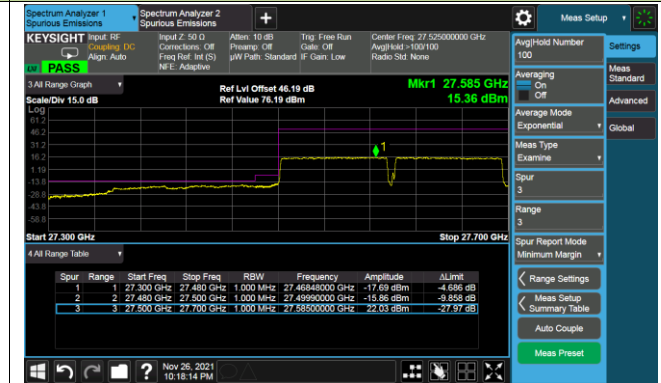 Spectrum Analyzer 1
Spurious Emissions
Spectrum Analyzer 2
Spurious Emissions
Meas Setup
KEYSIGHT
Input: RF
Coupling: DC
Align: Auto
Input Z: 50 Ω
Corrections: Off
Freq Ref: Int (S)
NFE: Adaptive
Atten: 10 dB
Preamp: Off
µW Path: Standard
Trig: Free Run
Gate: Off
IF Gain: Low
Center Freq: 27.525000000 GHz
Avg|Hold >100/100
Radio Std: None
PASS
3 All Range Graph
Scale/Div 15.0 dB
Ref Lvl Offset 46.19 dB
Ref Value 76.19 dBm
Mkr1 27.585 GHz
15.36 dBm
Log
61.2
46.2
31.2
16.2
1.19
-13.8
-28.8
-43.8
-58.8
1
Start 27.300 GHz
Stop 27.700 GHz
4 All Range Table
Spur Range Start Freq Stop Freq RBW Frequency Amplitude ΔLimit
1 1 27.300 GHz 27.480 GHz 1.000 MHz 27.46848000 GHz -17.69 dBm -4.686 dB
2 2 27.480 GHz 27.500 GHz 1.000 MHz 27.49990000 GHz -15.86 dBm -9.858 dB
3 3 27.500 GHz 27.700 GHz 1.000 MHz 27.58500000 GHz 22.03 dBm -27.97 dB
Nov 26, 2021
10:18:14 PM
Avg|Hold Number
100
Averaging
On
Off
Average Mode
Exponential
Meas Type
Examine
Spur
3
Range
3
Spur Report Mode
Minimum Margin
Range Settings
Meas Setup
Summary Table
Auto Couple
Meas Preset
Settings
Meas
Standard
Advanced
Global